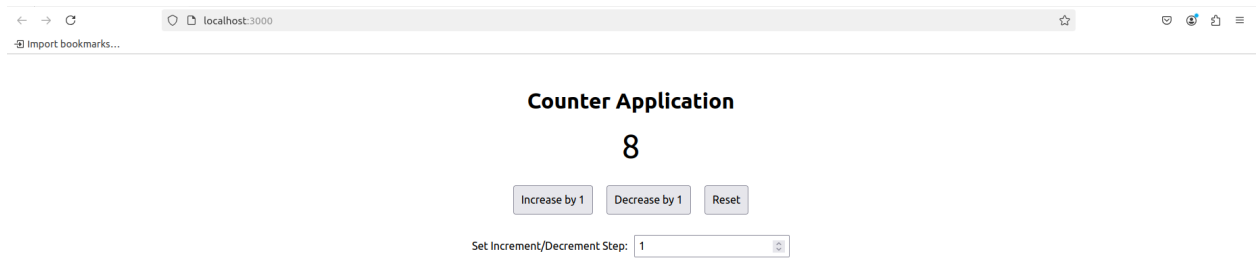 localhost:3000
Import bookmarks...
Counter Application
8
Increase by 1 Decrease by 1 Reset
Set Increment/Decrement Step: 1